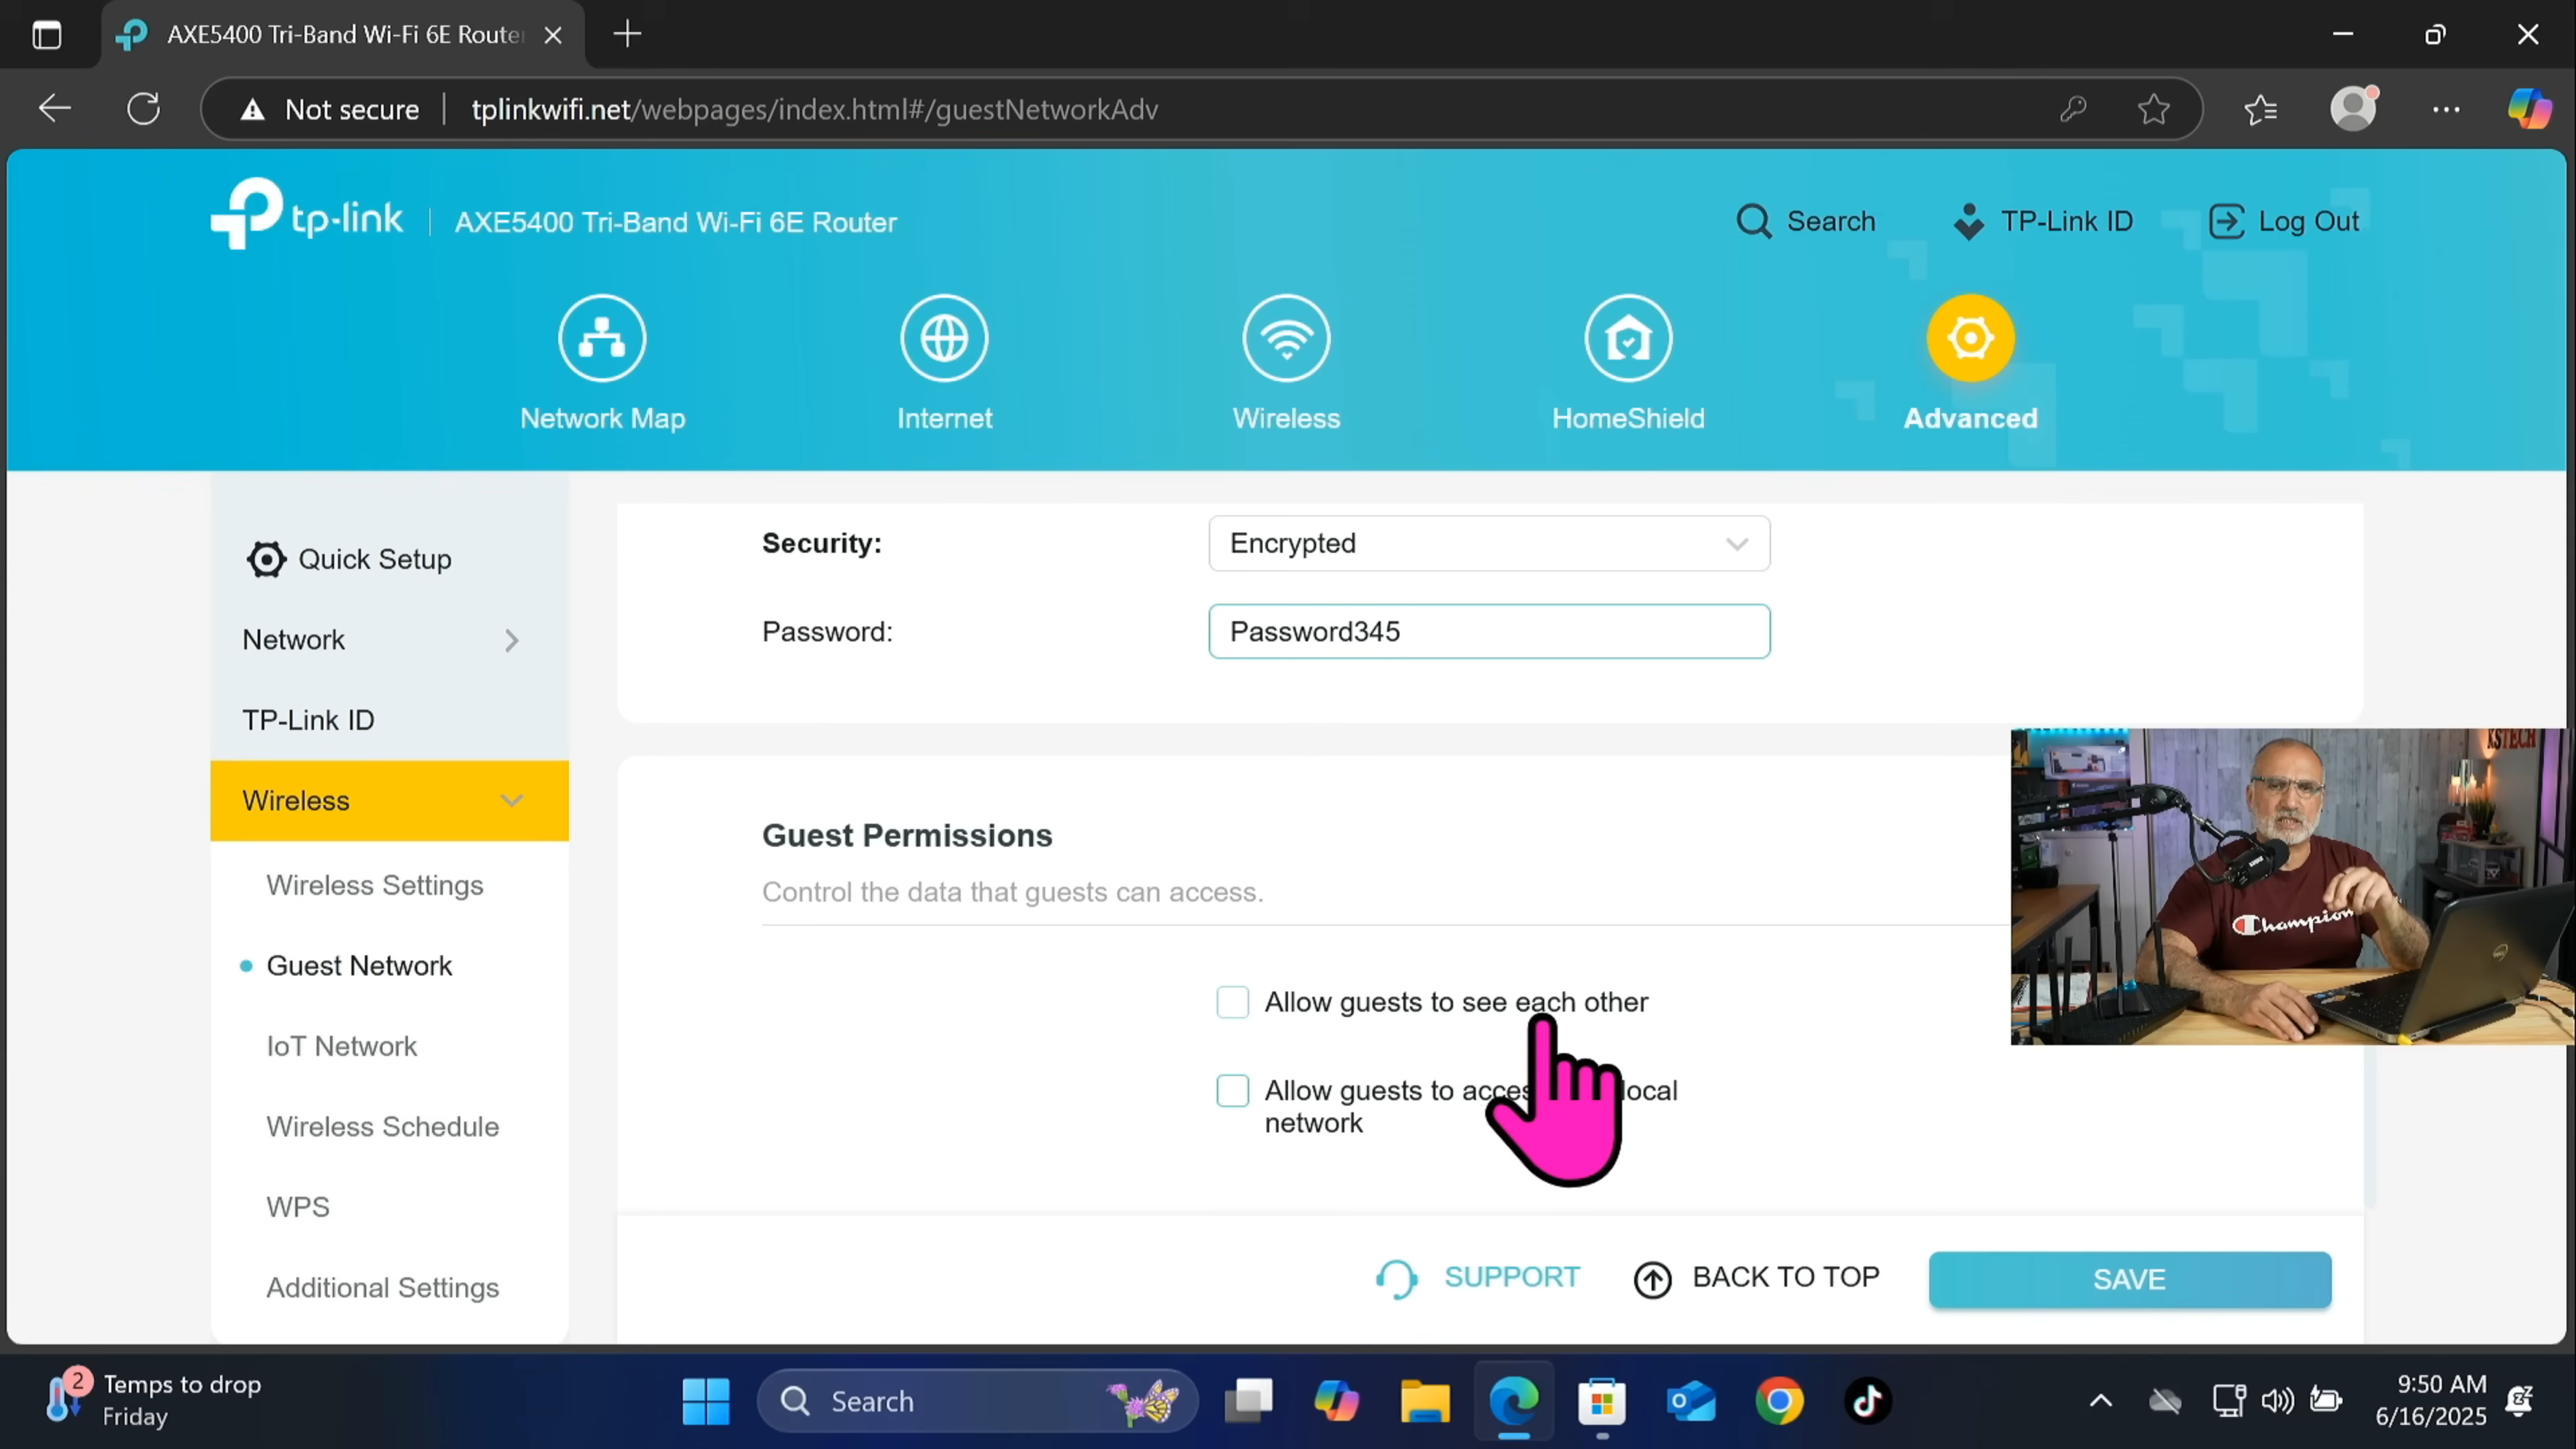 AXE5400 Tri-Band Wi-Fi 6E Route
Not secure
tplinkwifi.net/webpages/index.html#/guestNetworkAdv
tp-link
AXE5400 Tri-Band Wi-Fi 6E Router
Search
TP-Link ID
Log Out
Network Map
Internet
Wireless
HomeShield
Advanced
Quick Setup
Network
TP-Link ID
Wireless
Wireless Settings
Guest Network
IoT Network
Wireless Schedule
WPS
Additional Settings
Security:
Encrypted
Password:
Password345
Guest Permissions
Control the data that guests can access.
Allow guests to see each other
Allow guests to acces local
network
KSTECH
Champion
DELL
SUPPORT
BACK TO TOP
SAVE
2
Temps to drop
Friday
Search
9:50 AM
6/16/2025